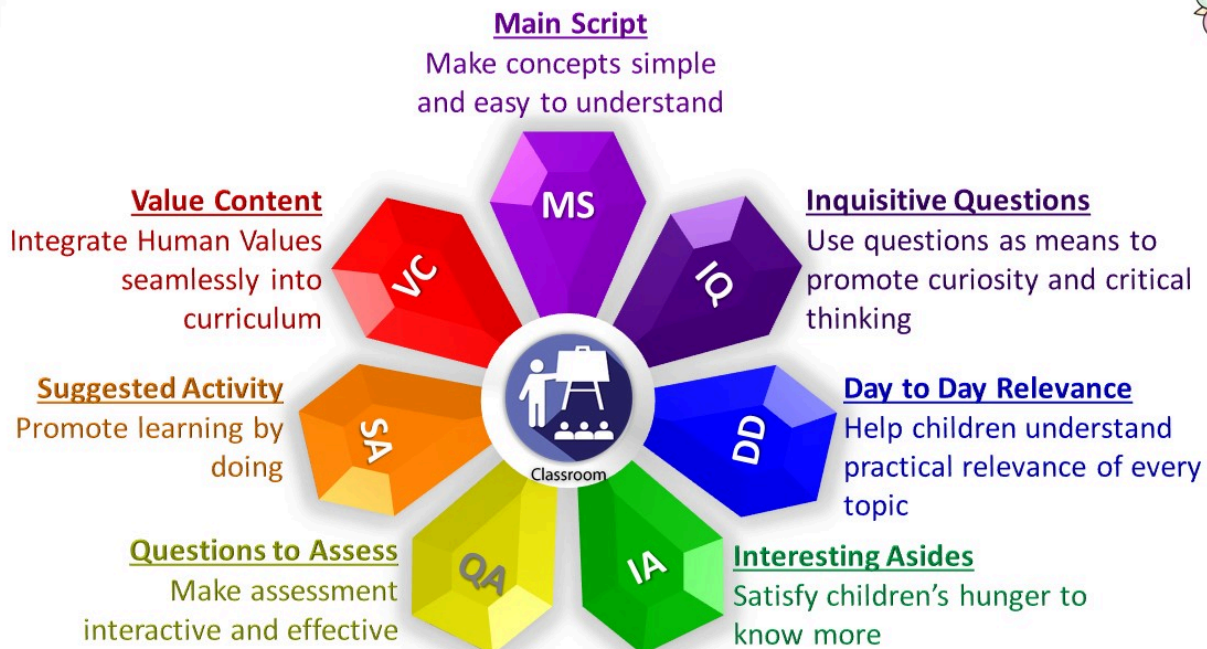 Main Script
Make concepts simple
and easy to understand
MS
Inquisitive Questions
Use questions as means to
promote curiosity and critical
thinking
IQ
Day to Day Relevance
Help children understand
practical relevance of every
topic
DD
Interesting Asides
Satisfy children’s hunger to
know more
IA
Questions to Assess
Make assessment
interactive and effective
QA
Suggested Activity
Promote learning by
doing
SA
Value Content
Integrate Human Values
seamlessly into
curriculum
VC
Classroom